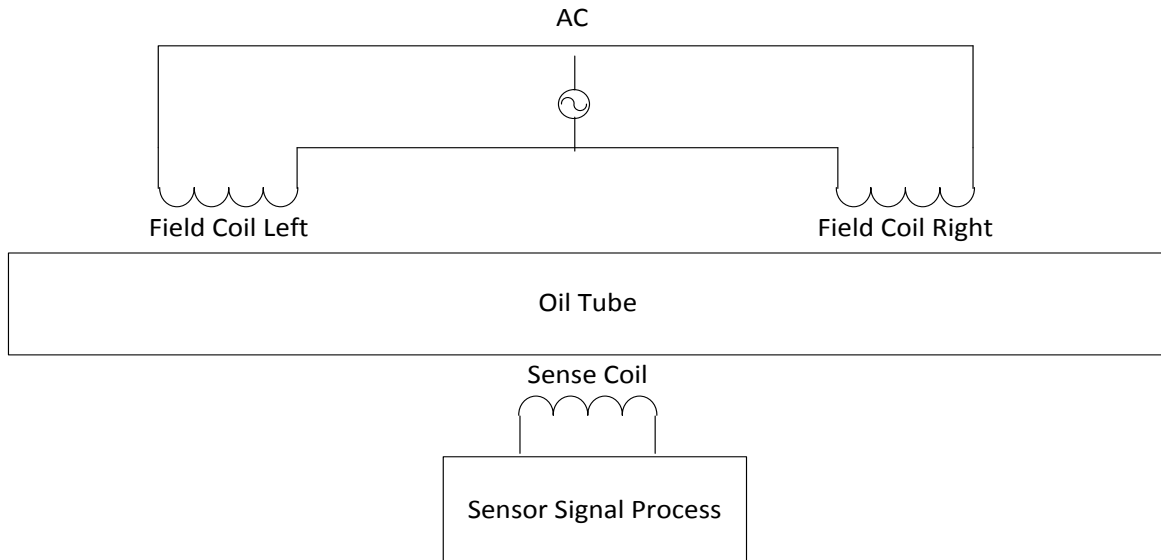 AC
Field Coil Left
Field Coil Right
Oil Tube
Sense Coil
Sensor Signal Process